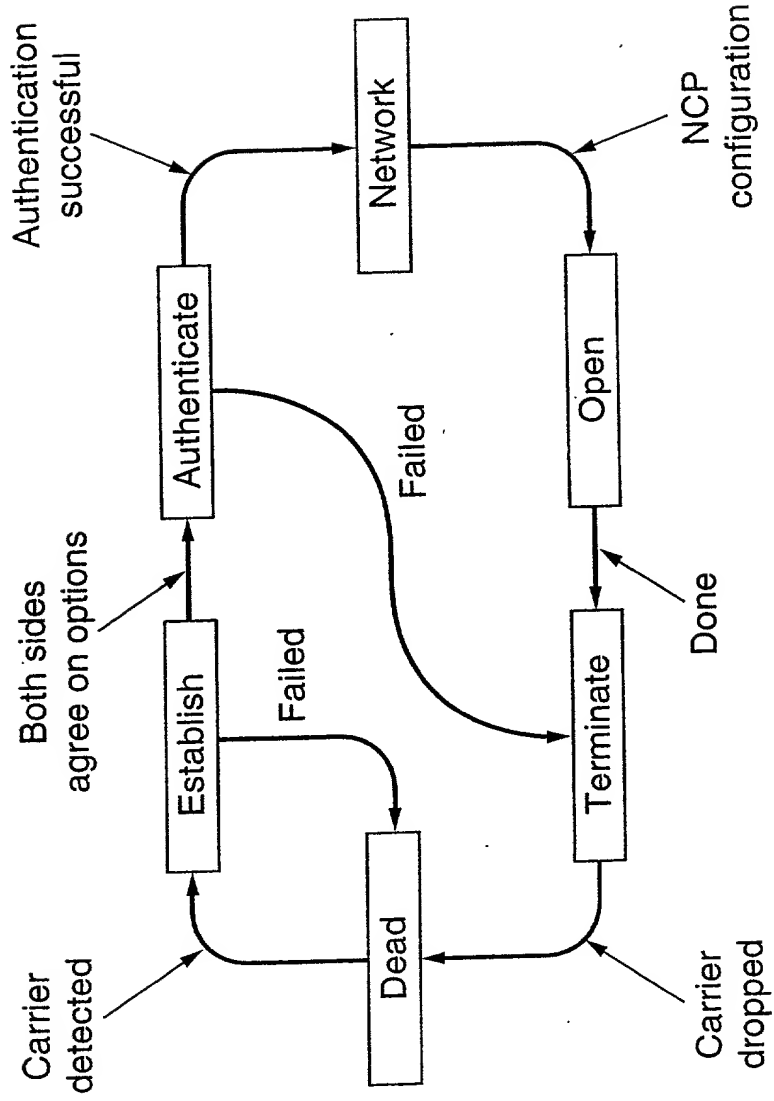 Carrier
detected
Both sides
agree on options
Authentication
successful
Establish
Authenticate
Failed
Dead
Failed
Network
Terminate
Open
Carrier
dropped
Done
NCP
configuration